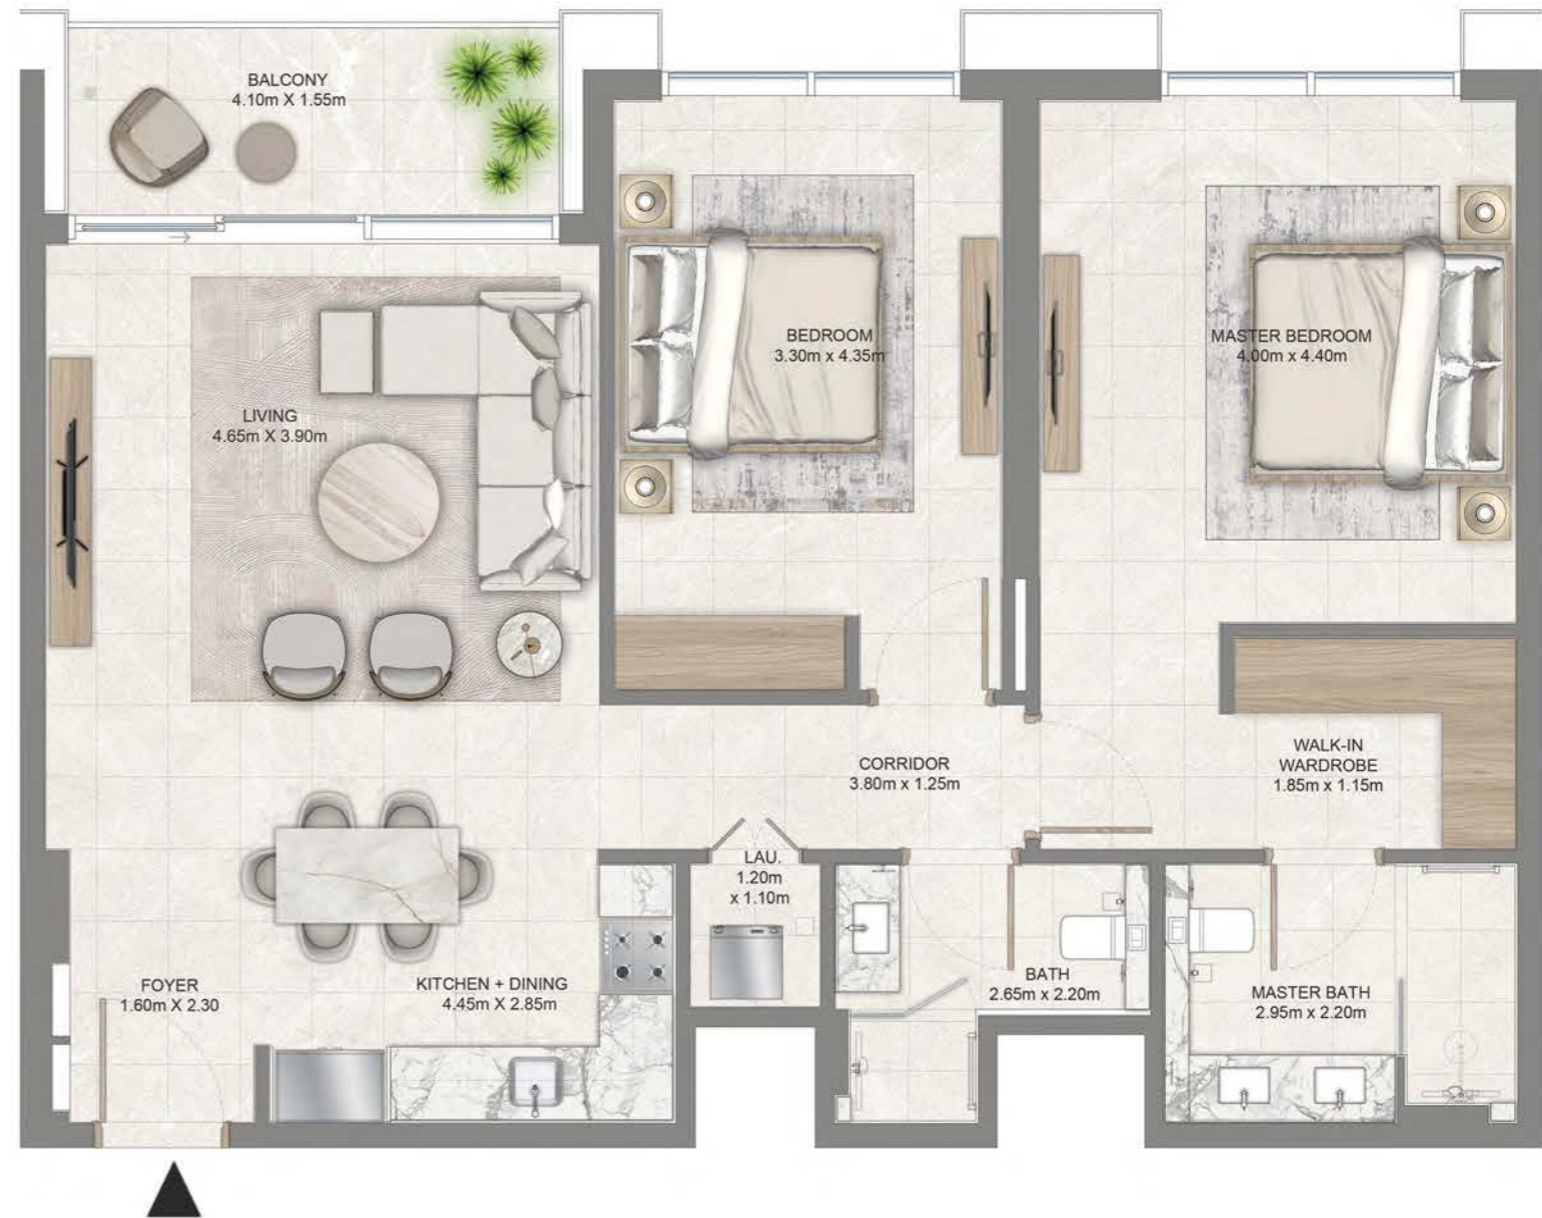 BALCONY
4.10m X 1.55m
BEDROOM
3.30m x 4.35m
MASTER BEDROOM
4.00m x 4.40m
LIVING
4.65m X 3.90m
CORRIDOR
3.80m x 1.25m
WALK-IN
WARDROBE
1.85m x 1.15m
LAU.
1.20m
x 1.10m
FOYER
1.60m X 2.30
KITCHEN + DINING
4.45m X 2.85m
BATH
2.65m x 2.20m
MASTER BATH
2.95m x 2.20m